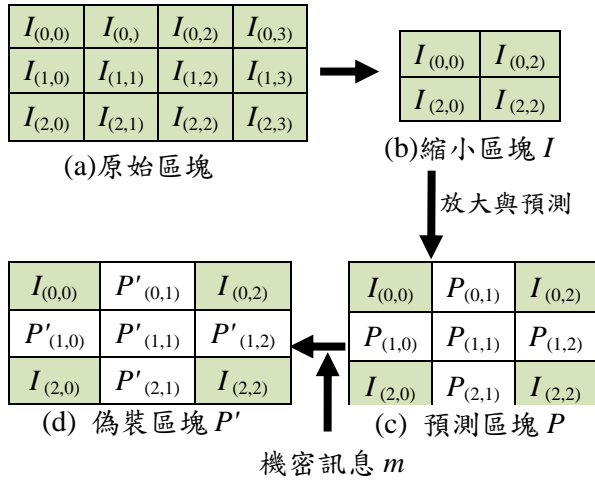 I(0,0) I(0,) I(0,2) I(0,3)
I(1,0) I(1,1) I(1,2) I(1,3)
I(2,0) I(2,1) I(2,2) I(2,3)
(a)原始區塊
I (0,0) I (0,2)
I (2,0) I (2,2)
(b)縮小區塊 I
放大與預測
I(0,0) P'(0,1) I(0,2)
P'(1,0) P'(1,1) P'(1,2)
I(2,0) P'(2,1) I(2,2)
(d) 偽裝區塊 P'
I(0,0) P(0,1) I(0,2)
P(1,0) P(1,1) P(1,2)
I(2,0) P(2,1) I(2,2)
(c) 預測區塊 P
機密訊息 m